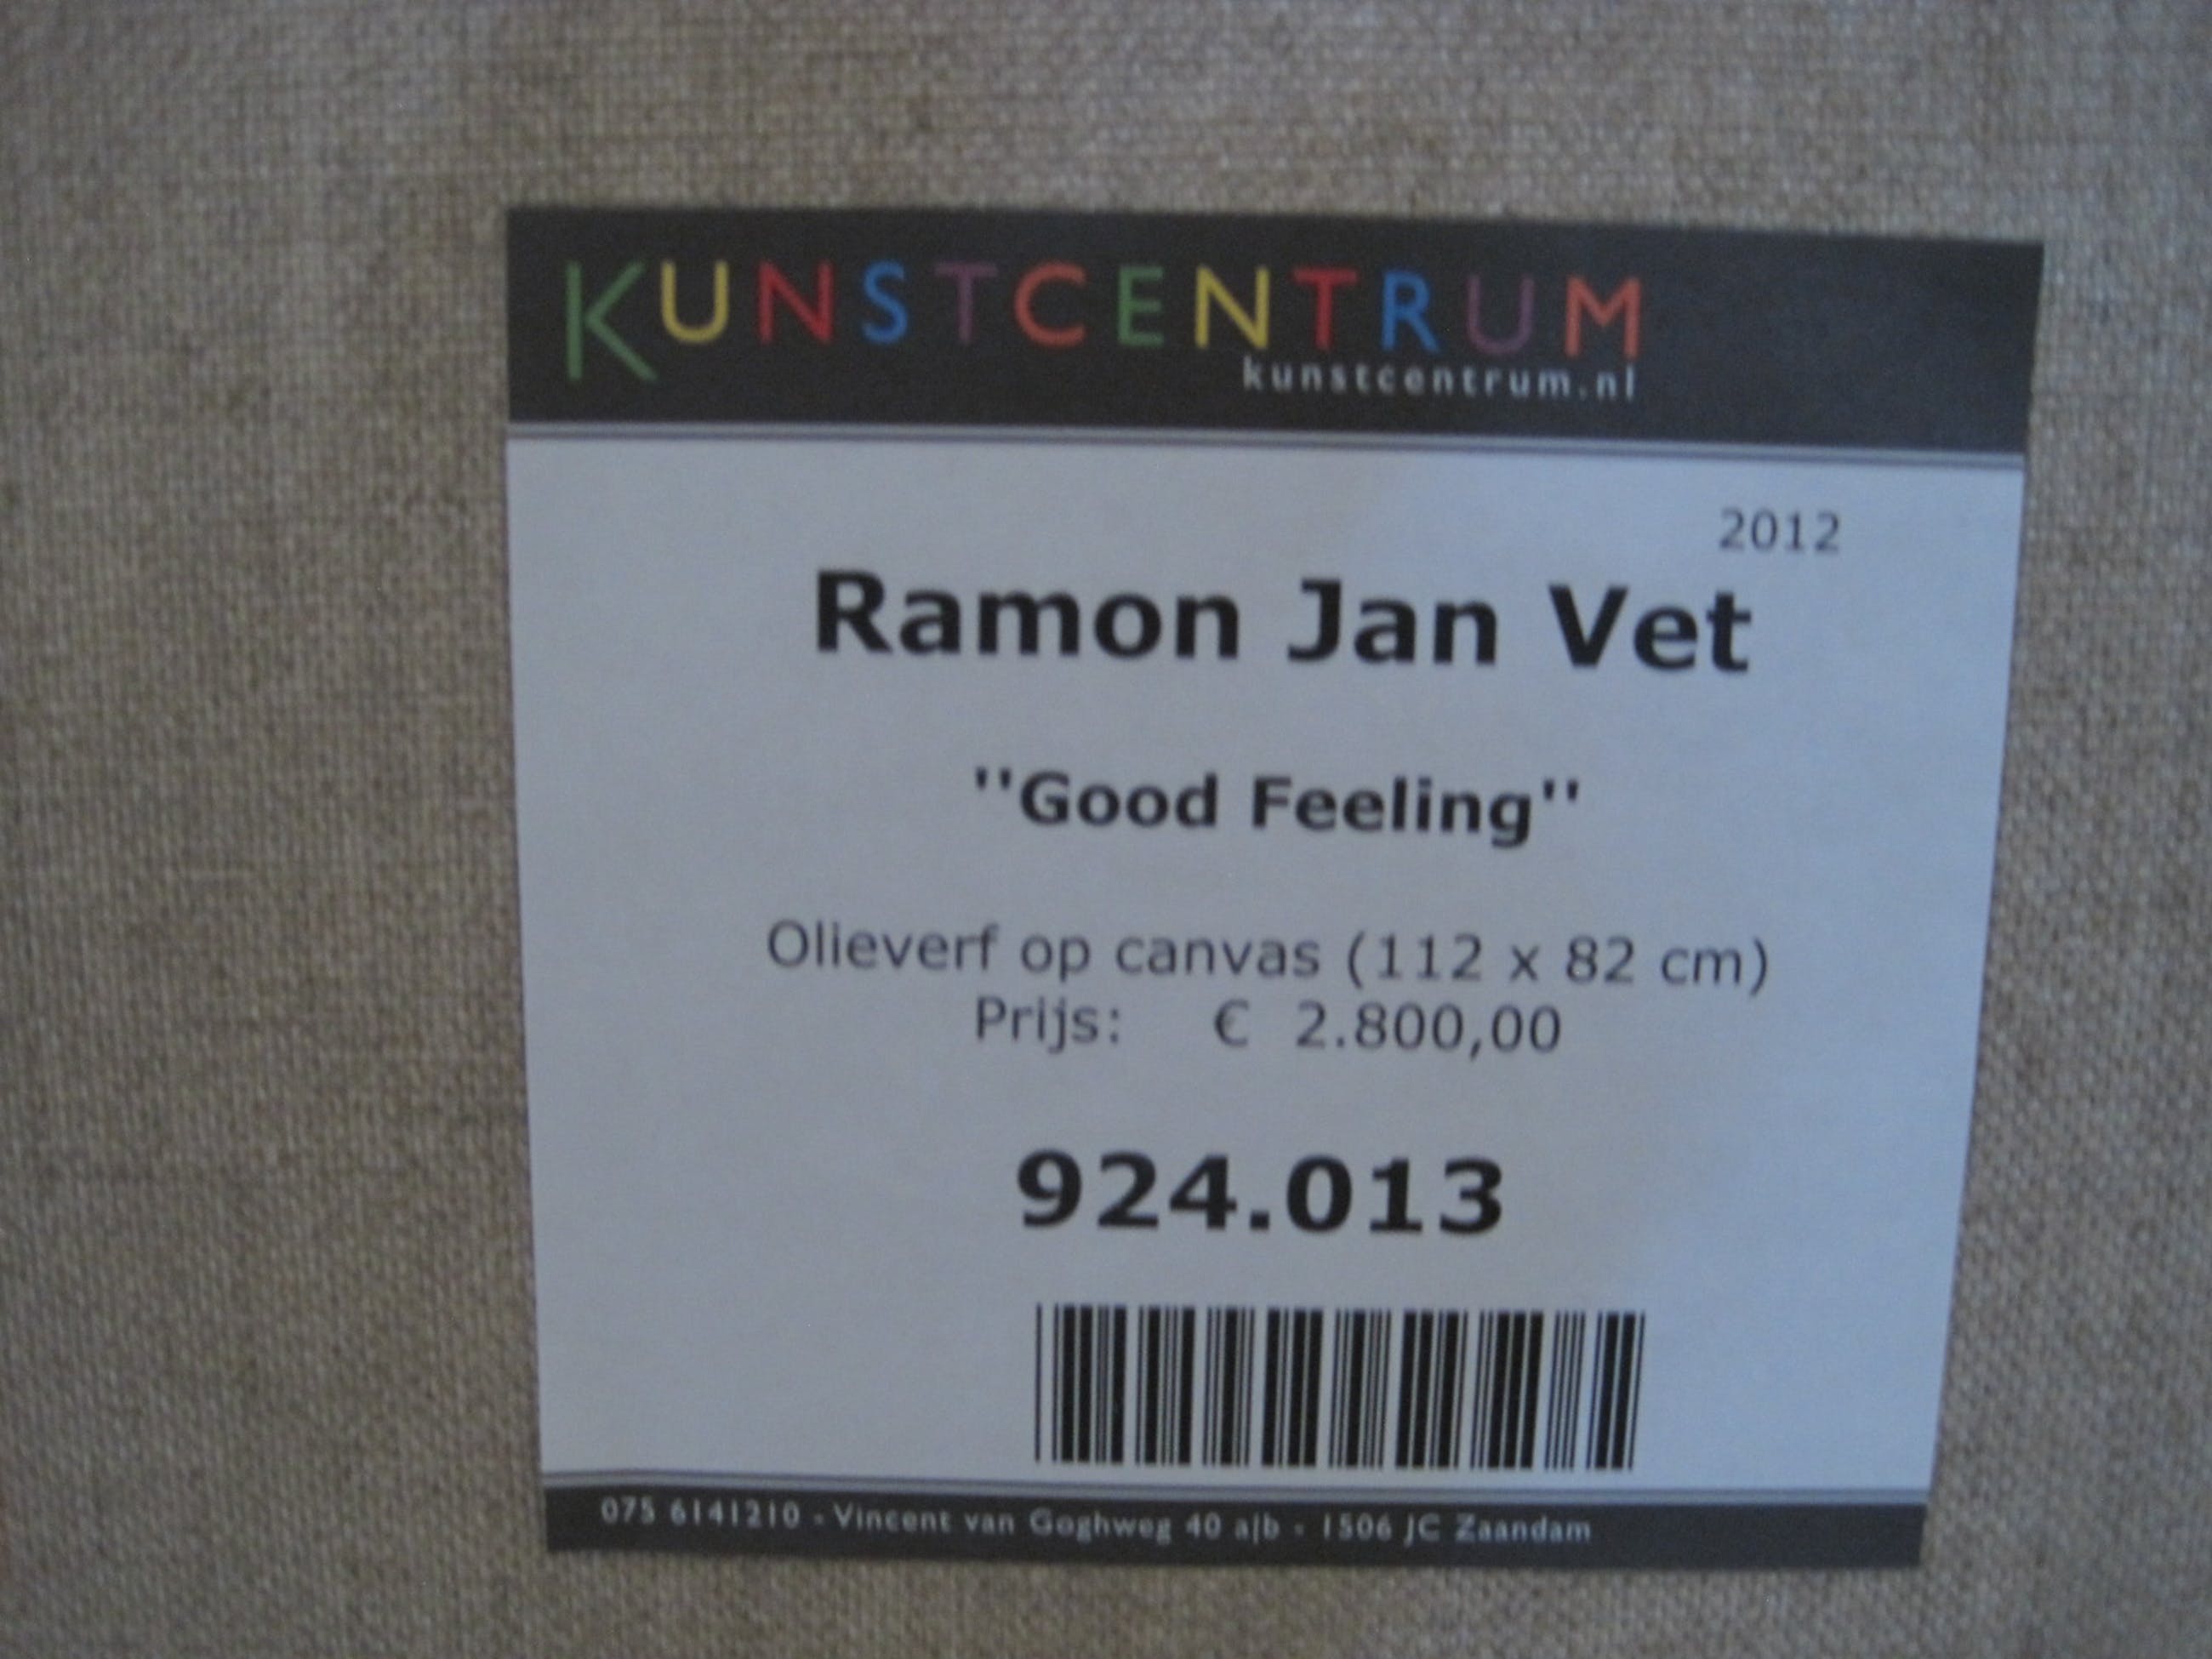 KUNSTCENTRUM
kunstcentrum.nl
2012
Ramon Jan Vet
''Good Feeling''
Olieverf op canvas (112 x 82 cm)
Prijs: € 2.800,00
924.013
075 6141210 - Vincent van Goghweg 40 a|b - 1506 JC Zaandam